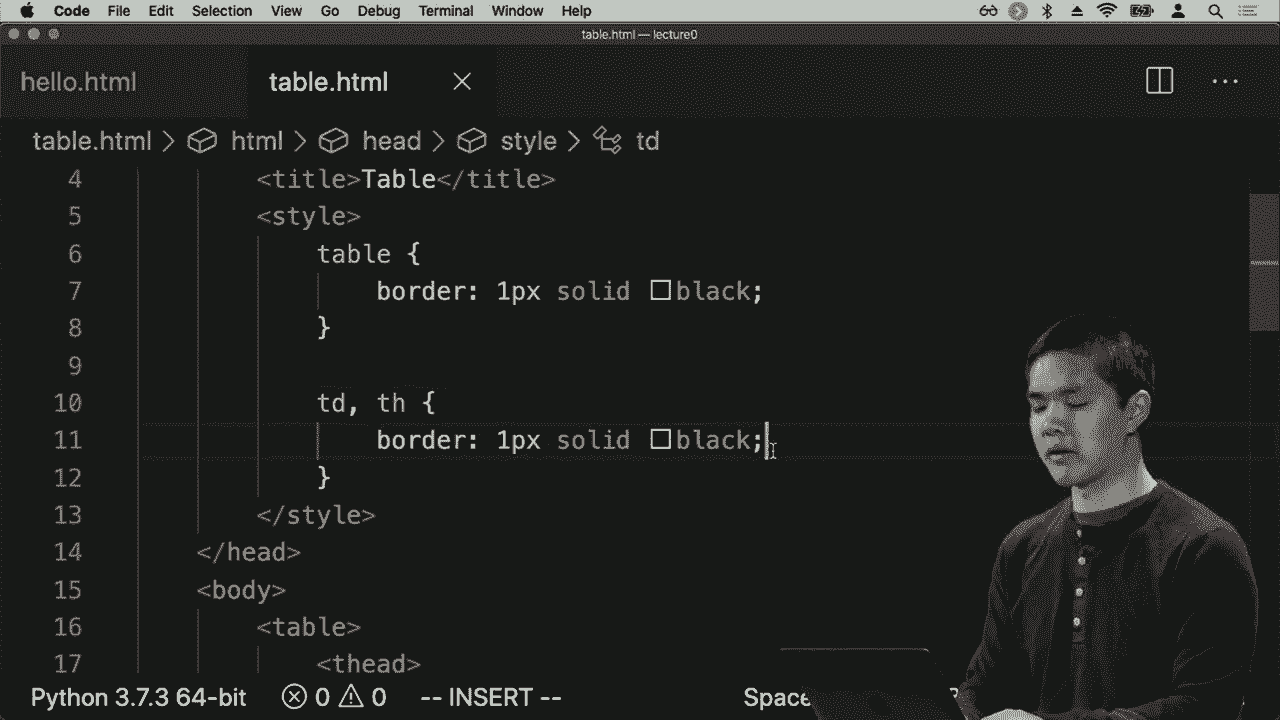 Code File Edit Selection View Go Debug Terminal Window Help
table.html — lecture0
hello.html table.html
table.html > html > head > style > td
4 <title>Table</title>
5 <style>
6 table {
7 border: 1px solid black;
8 }
9
10 td, th {
11 border: 1px solid black;
12 }
13 </style>
14 </head>
15 <body>
16 <table>
17 <thead>
Python 3.7.3 64-bit 0 0 -- INSERT --